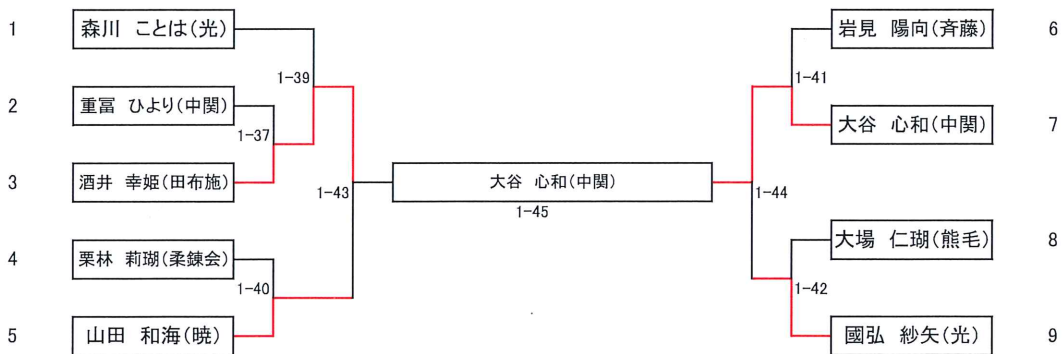 1 森川 ことは(光)
2 重冨 ひより(中関)
3 酒井 幸姫(田布施)
4 栗林 莉瑚(柔錬会)
5 山田 和海(暁)
1-39
1-37
1-43
1-40
大谷 心和(中関)
1-45
岩見 陽向(斉藤) 6
大谷 心和(中関) 7
大場 仁瑚(熊毛) 8
國弘 紗矢(光) 9
1-41
1-44
1-42